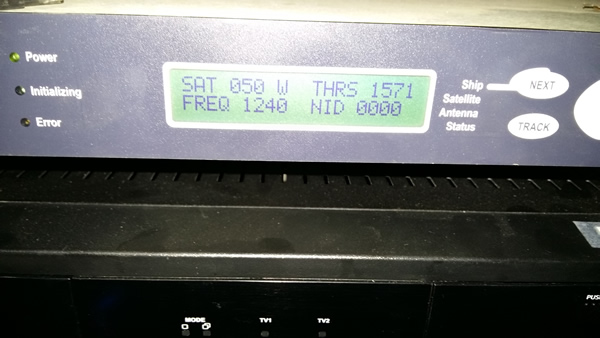 Power
Initializing
Error
SAT 050 W THRS 1571
FREQ 1240 NID 0000
Ship
Satellite
Antenna
Status
NEXT
TRACK
MODE
TV1
TV2